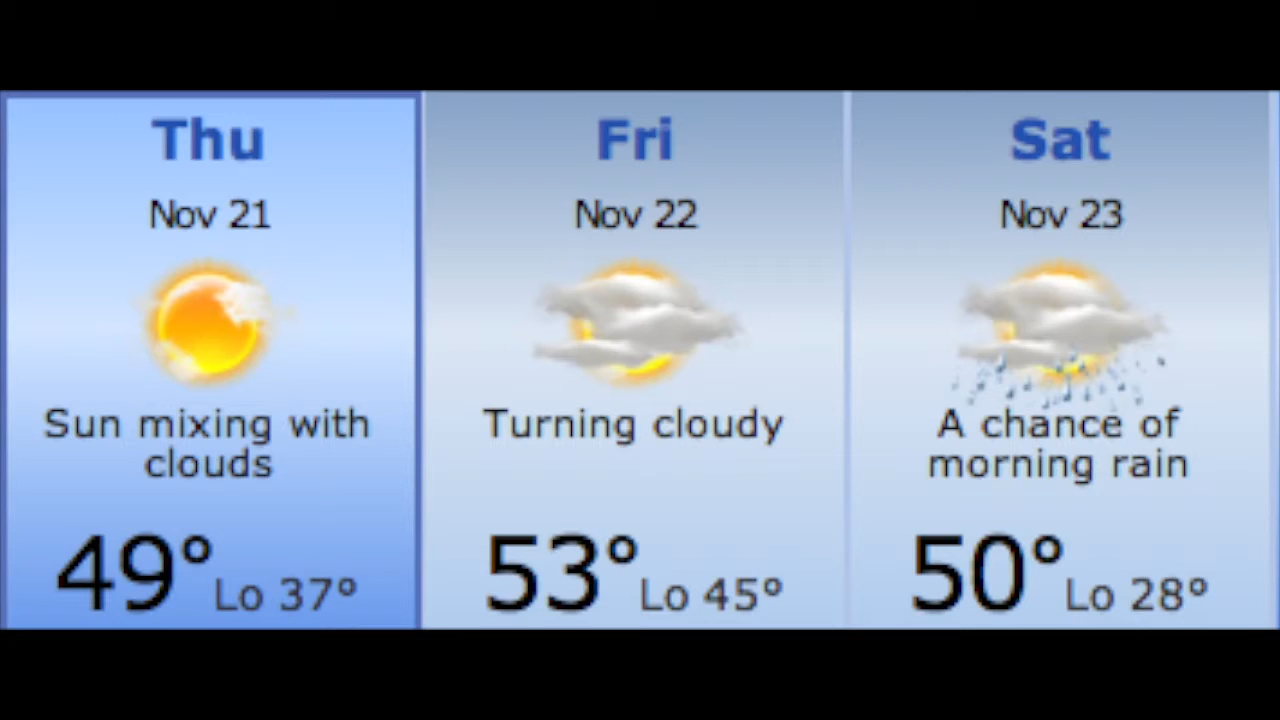 Thu
Nov 21
Sun mixing with
clouds
49° Lo 37°
Fri
Nov 22
Turning cloudy
53° Lo 45°
Sat
Nov 23
A chance of
morning rain
50° Lo 28°